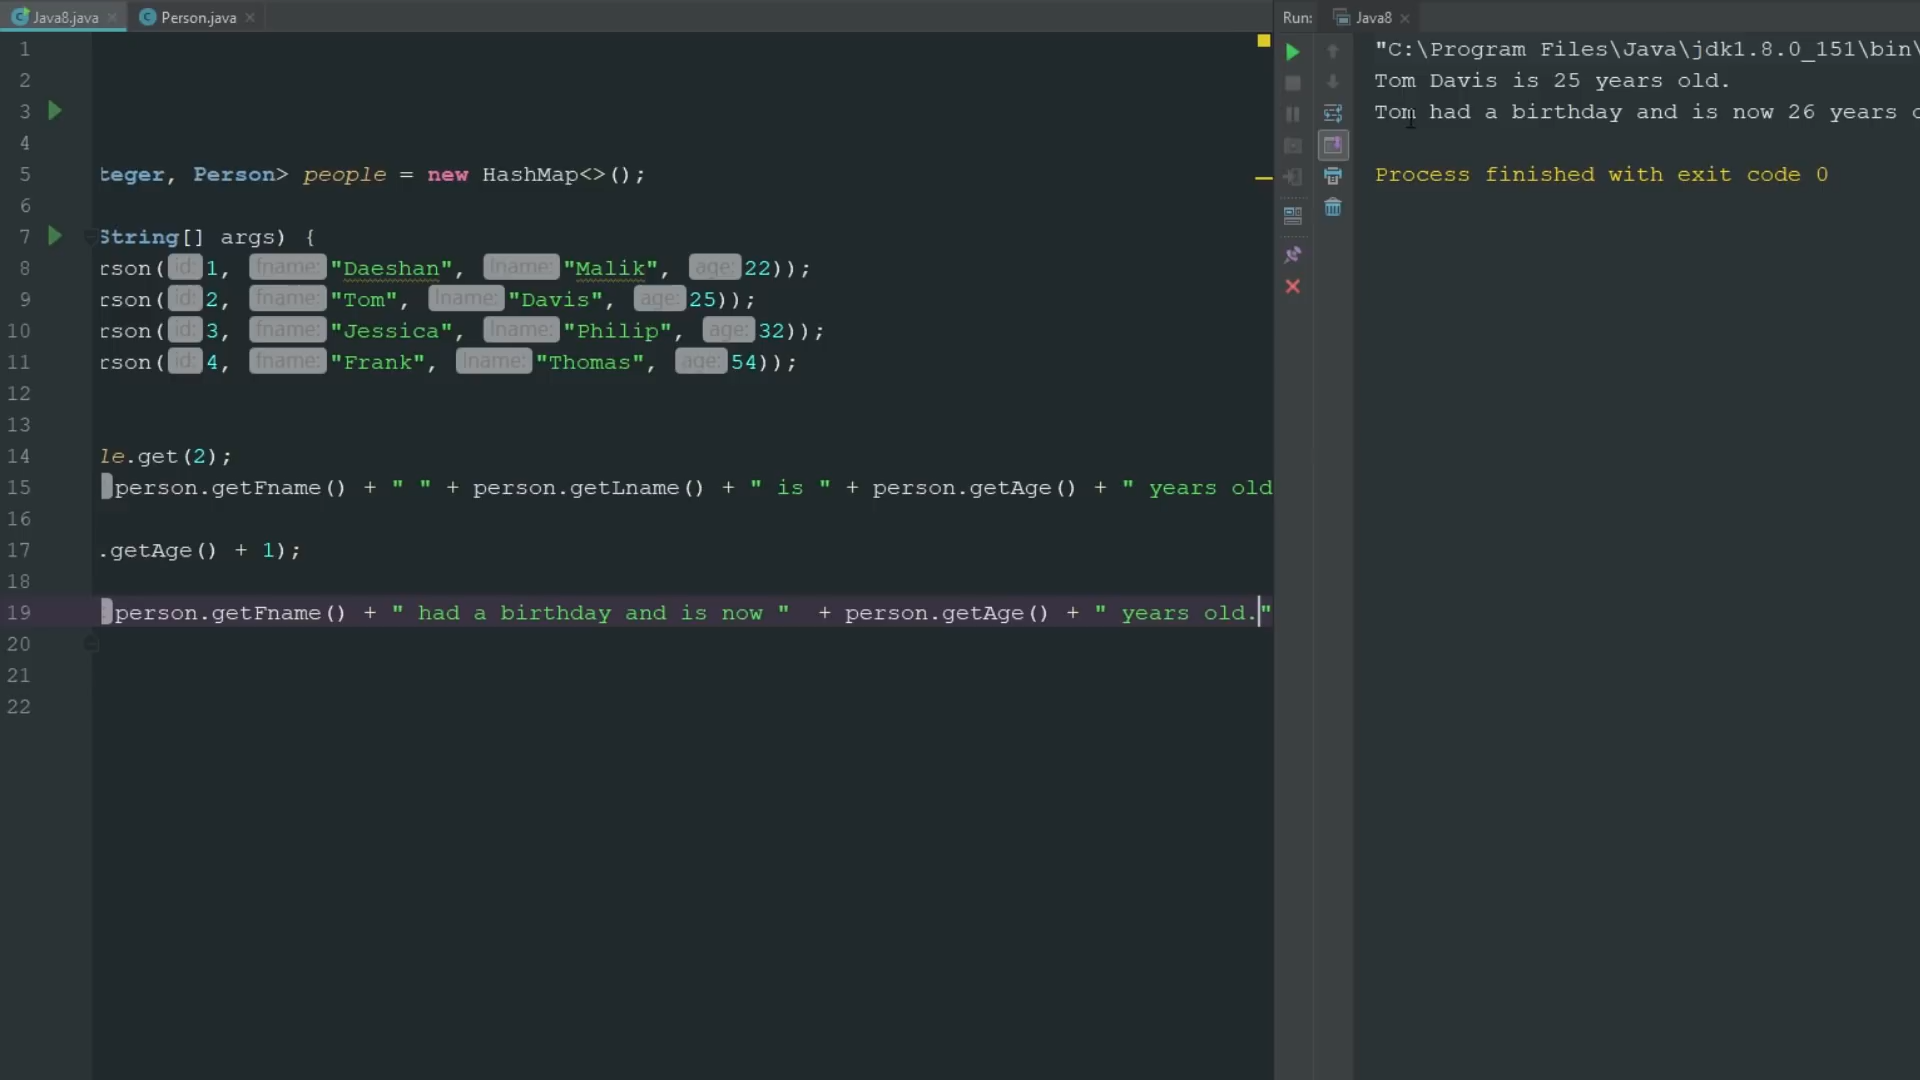 Java8.java
Person.java
Run:
Java8
1
2
3
4
5 teger, Person> people = new HashMap<>();
6
7 String[] args) {
8 rson( id: 1, fname: "Daeshan", lname: "Malik", age: 22));
9 rson( id: 2, fname: "Tom", lname: "Davis", age: 25));
10 rson( id: 3, fname: "Jessica", lname: "Philip", age: 32));
11 rson( id: 4, fname: "Frank", lname: "Thomas", age: 54));
12
13
14 le.get(2);
15 person.getFname() + " " + person.getLname() + " is " + person.getAge() + " years old
16
17 .getAge() + 1);
18
19 person.getFname() + " had a birthday and is now "  + person.getAge() + " years old."
20
21
22
"C:\Program Files\Java\jdk1.8.0_151\bin\
Tom Davis is 25 years old.
Tom had a birthday and is now 26 years o
Process finished with exit code 0